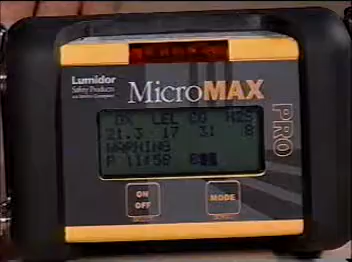 Lumidor
Safety Products
MicroMAX
PRO
OX LEL CO H2S
21.3 17 31 8
WARNING
P 11:58
ON
OFF
MODE